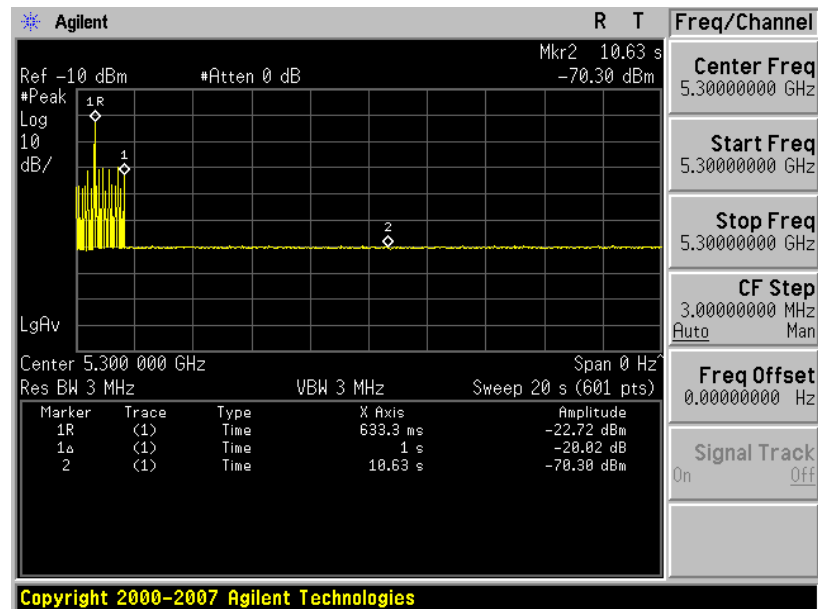 Agilent R T
Freq/Channel
Mkr2 10.63 s
Ref -10 dBm #Atten 0 dB -70.30 dBm
#Peak
Log
10
dB/
1R
1
2
LgAv
Center 5.300 000 GHz Span 0 Hz^
Res BW 3 MHz VBW 3 MHz Sweep 20 s (601 pts)
Marker Trace Type X Axis Amplitude
1R (1) Time 633.3 ms -22.72 dBm
1Δ (1) Time 1 s -20.02 dB
2 (1) Time 10.63 s -70.30 dBm
Center Freq
5.30000000 GHz
Start Freq
5.30000000 GHz
Stop Freq
5.30000000 GHz
CF Step
3.00000000 MHz
Auto Man
Freq Offset
0.00000000 Hz
Signal Track
On Off
Copyright 2000-2007 Agilent Technologies